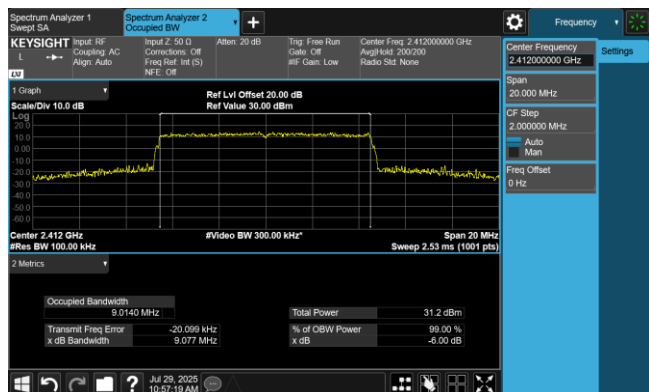 Spectrum Analyzer 1
Swept SA
Spectrum Analyzer 2
Occupied BW
Frequency
KEYSIGHT
L
Input: RF
Coupling: AC
Align: Auto
Input Z: 50 Ω
Corrections: Off
Freq Ref: Int (S)
NFE: Off
Atten: 20 dB
Trig: Free Run
Gate: Off
#IF Gain: Low
Center Freq: 2.412000000 GHz
Avg|Hold: 200/200
Radio Std: None
Center Frequency
2.412000000 GHz
Settings
Span
20.000 MHz
CF Step
2.000000 MHz
Auto
Man
Freq Offset
0 Hz
1 Graph
Ref Lvl Offset 20.00 dB
Scale/Div 10.0 dB
Ref Value 30.00 dBm
Log
20.0
10.0
0.00
-10.0
-20.0
-30.0
-40.0
-50.0
-60.0
Center 2.412 GHz
#Video BW 300.00 kHz*
Span 20 MHz
#Res BW 100.00 kHz
Sweep 2.53 ms (1001 pts)
2 Metrics
Occupied Bandwidth
9.0140 MHz
Total Power
31.2 dBm
Transmit Freq Error
-20.099 kHz
% of OBW Power
99.00 %
x dB Bandwidth
9.077 MHz
x dB
-6.00 dB
?
Jul 29, 2025
10:57:19 AM